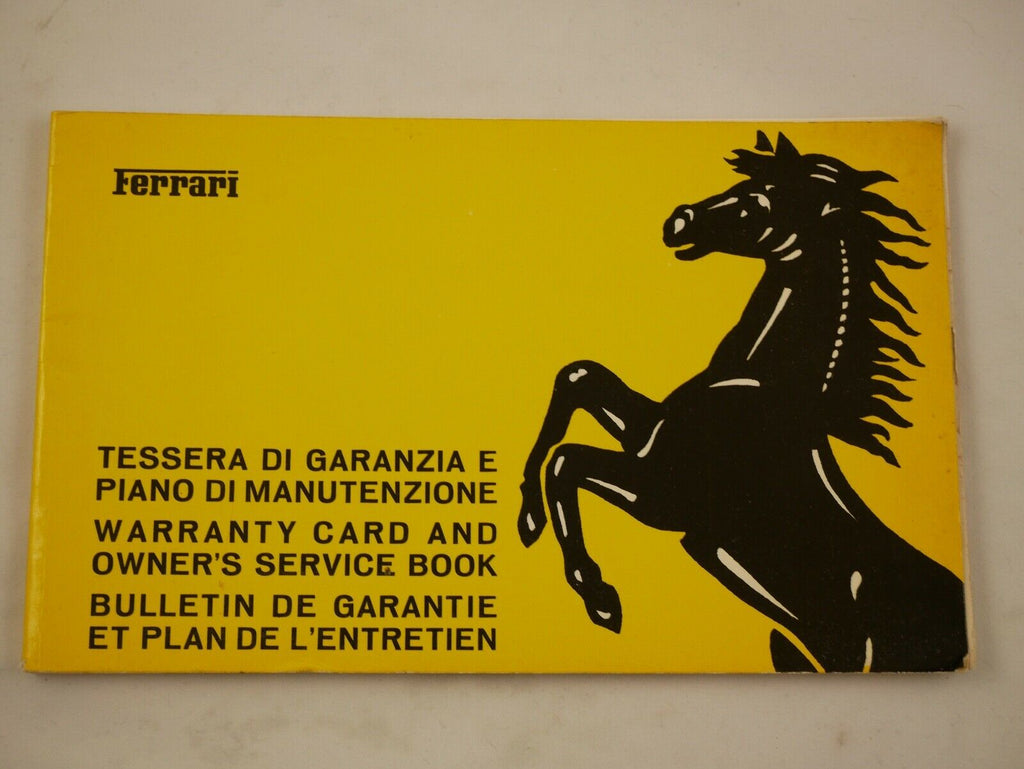 Ferrari
TESSERA DI GARANZIA E
PIANO DI MANUTENZIONE
WARRANTY CARD AND
OWNER'S SERVICE BOOK
BULLETIN DE GARANTIE
ET PLAN DE L'ENTRETIEN